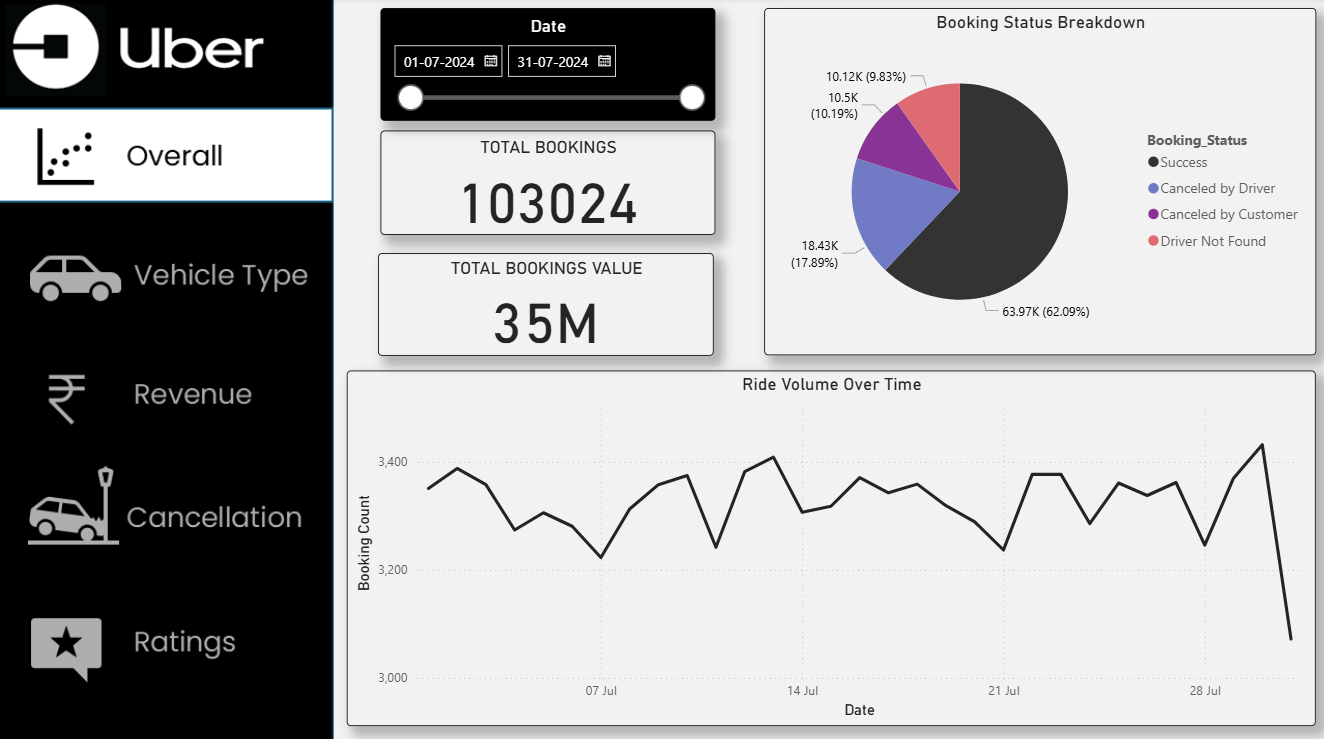 Uber
Overall
Vehicle Type
Revenue
Cancellation
Ratings
Date
01-07-2024 31-07-2024
TOTAL BOOKINGS
103024
TOTAL BOOKINGS VALUE
35M
Booking Status Breakdown
10.12K (9.83%)
10.5K
(10.19%)
18.43K
(17.89%)
63.97K (62.09%)
Booking_Status
Success
Canceled by Driver
Canceled by Customer
Driver Not Found
Ride Volume Over Time
Booking Count
3,400
3,200
3,000
07 Jul 14 Jul 21 Jul 28 Jul
Date